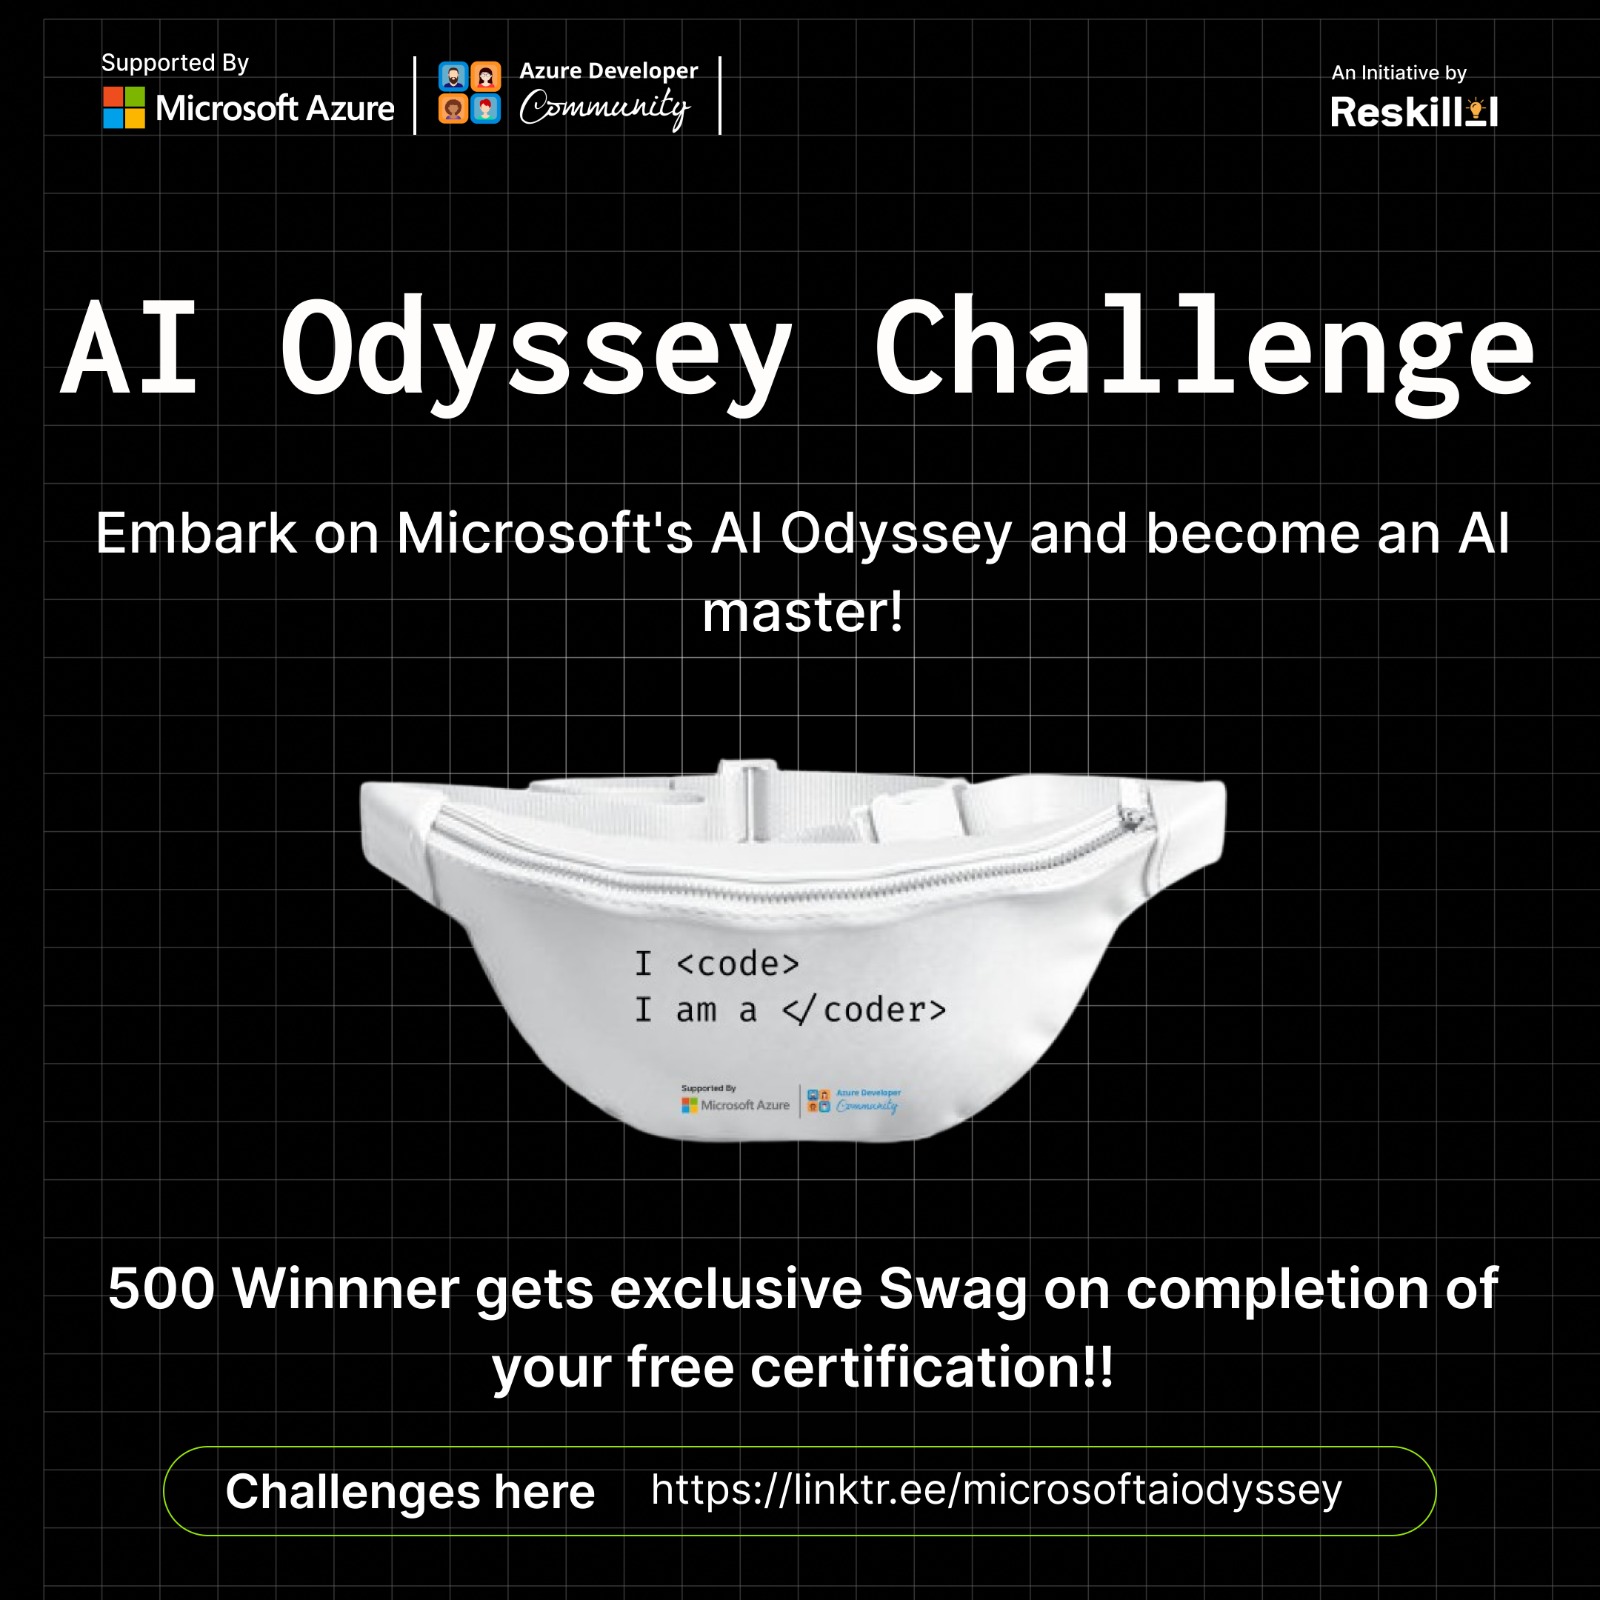 Supported By
Microsoft Azure
Azure Developer
Community
An Initiative by
Reskilll
AI Odyssey Challenge
Embark on Microsoft's AI Odyssey and become an AI
master!
I <code>
I am a </coder>
Supported By
Microsoft Azure
Azure Developer
Community
500 Winnner gets exclusive Swag on completion of
your free certification!!
Challenges here https://linktr.ee/microsoftaiodyssey